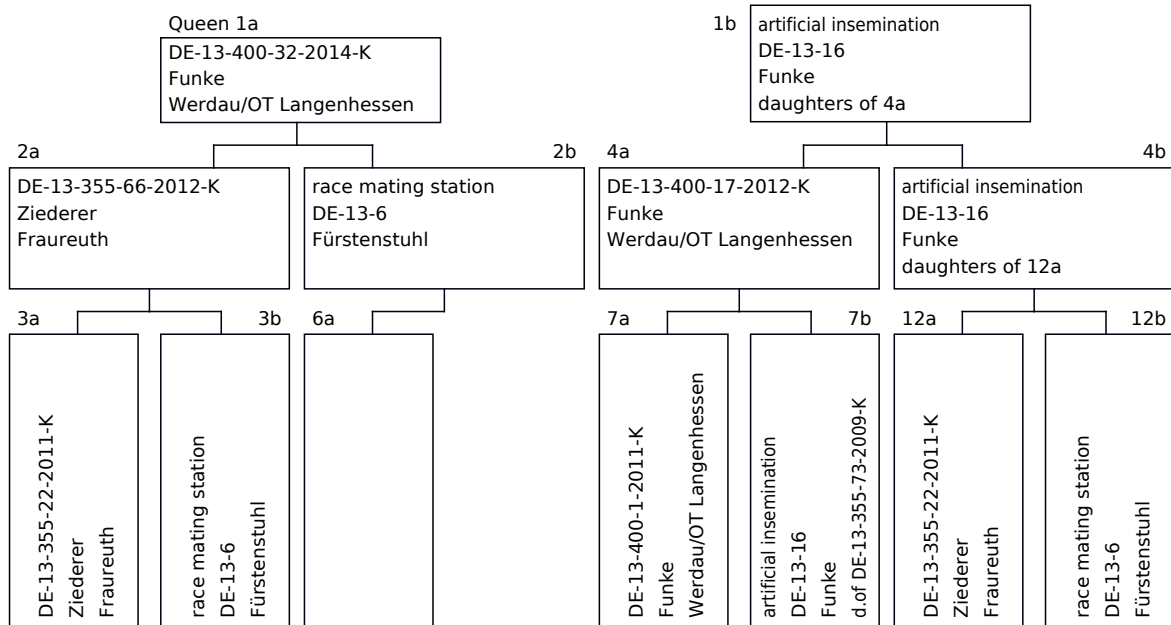 Queen 1a
DE-13-400-32-2014-K
Funke
Werdau/OT Langenhessen
1b
artificial insemination
DE-13-16
Funke
daughters of 4a
2a
DE-13-355-66-2012-K
Ziederer
Fraureuth
2b
race mating station
DE-13-6
Fürstenstuhl
4a
DE-13-400-17-2012-K
Funke
Werdau/OT Langenhessen
4b
artificial insemination
DE-13-16
Funke
daughters of 12a
3a
DE-13-355-22-2011-K
Ziederer
Fraureuth
3b
race mating station
DE-13-6
Fürstenstuhl
6a
7a
DE-13-400-1-2011-K
Funke
Werdau/OT Langenhessen
7b
artificial insemination
DE-13-16
Funke
d.of DE-13-355-73-2009-K
12a
DE-13-355-22-2011-K
Ziederer
Fraureuth
12b
race mating station
DE-13-6
Fürstenstuhl